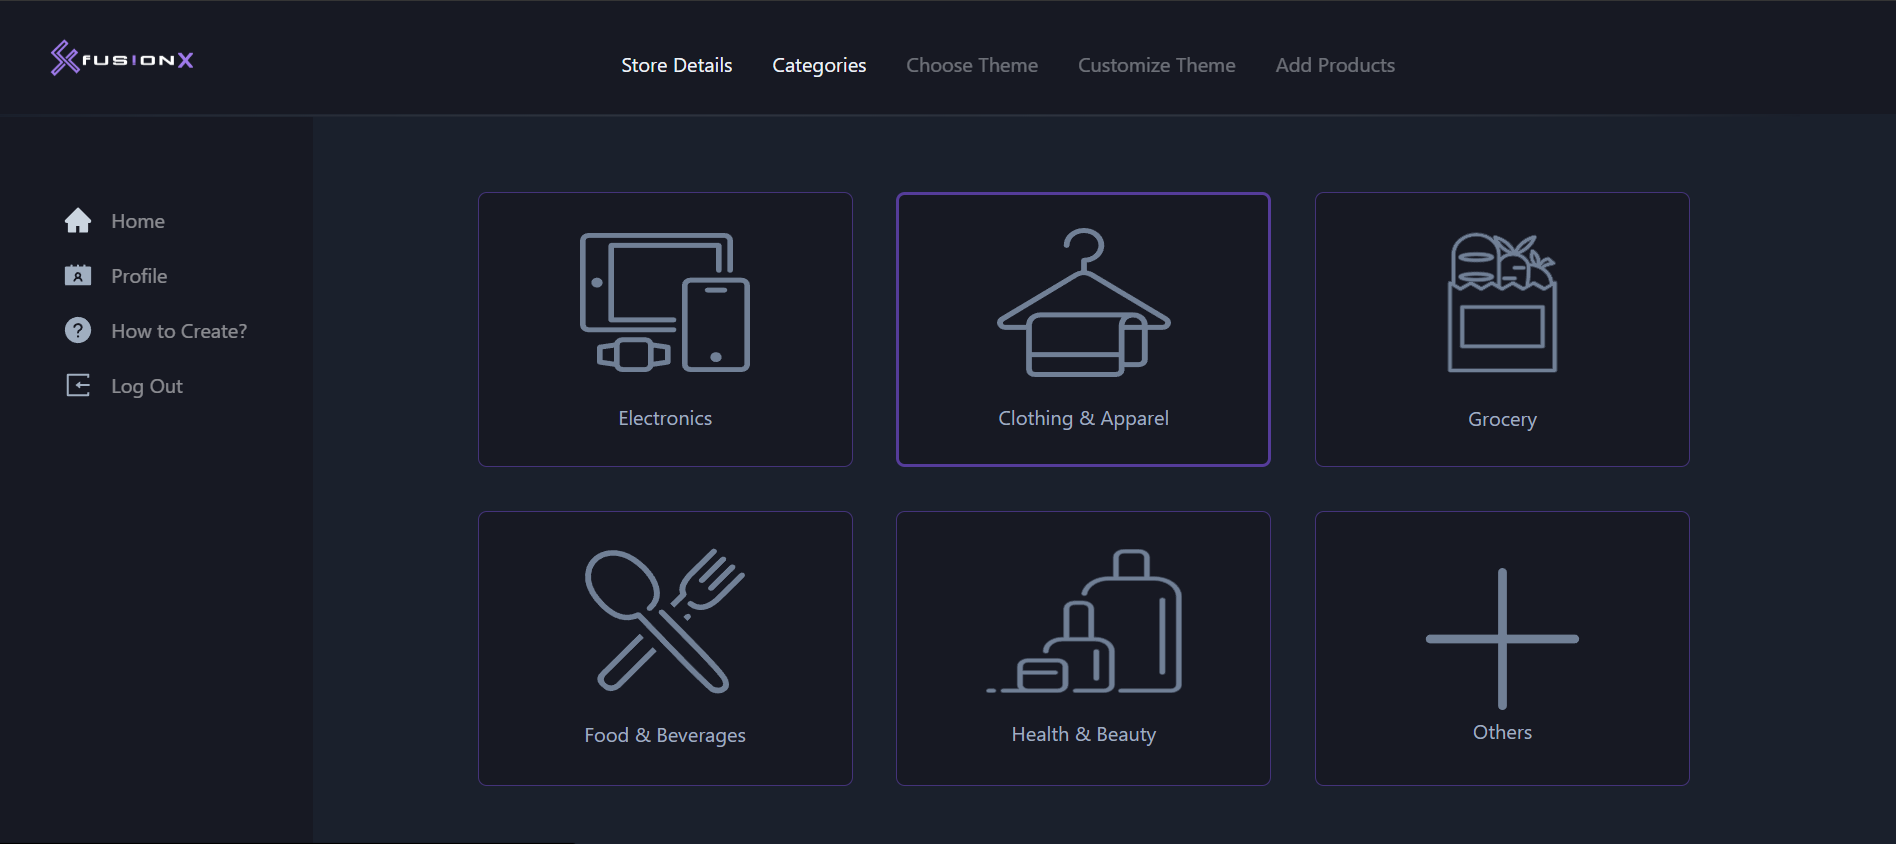 fusionX
Store Details
Categories
Choose Theme
Customize Theme
Add Products
Home
Profile
How to Create?
Log Out
Electronics
Clothing & Apparel
Grocery
Food & Beverages
Health & Beauty
Others